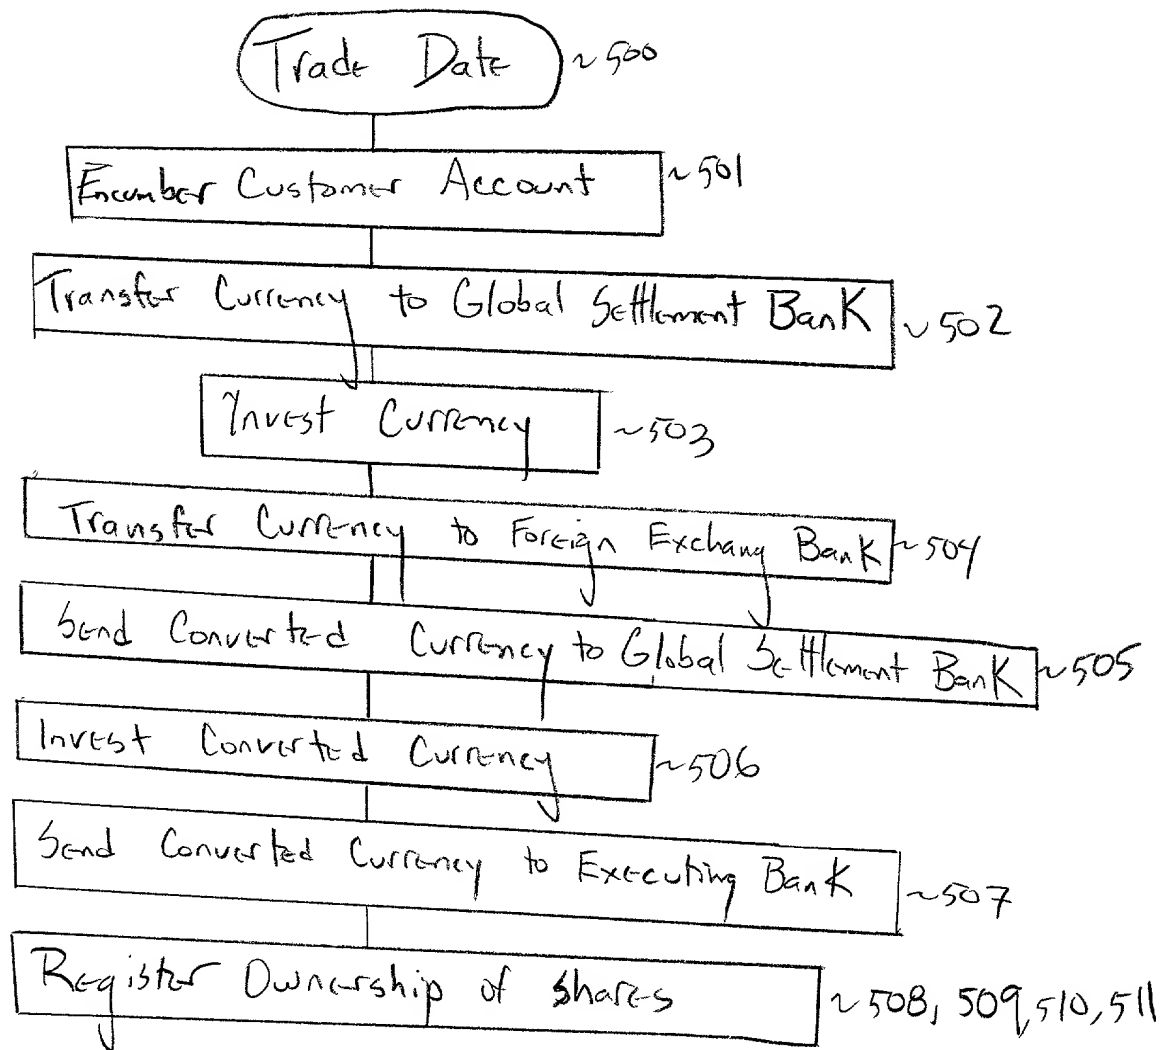 Trade Date ~500
Encumber Customer Account ~501
Transfer Currency to Global Settlement Bank ~502
Invest Currency ~503
Transfer Currency to Foreign Exchang Bank ~504
Send Converted Currency to Global Settlement Bank ~505
Invest Converted Currency ~506
Send Converted Currency to Executing Bank ~507
Register Ownership of shares ~508, 509, 510, 511